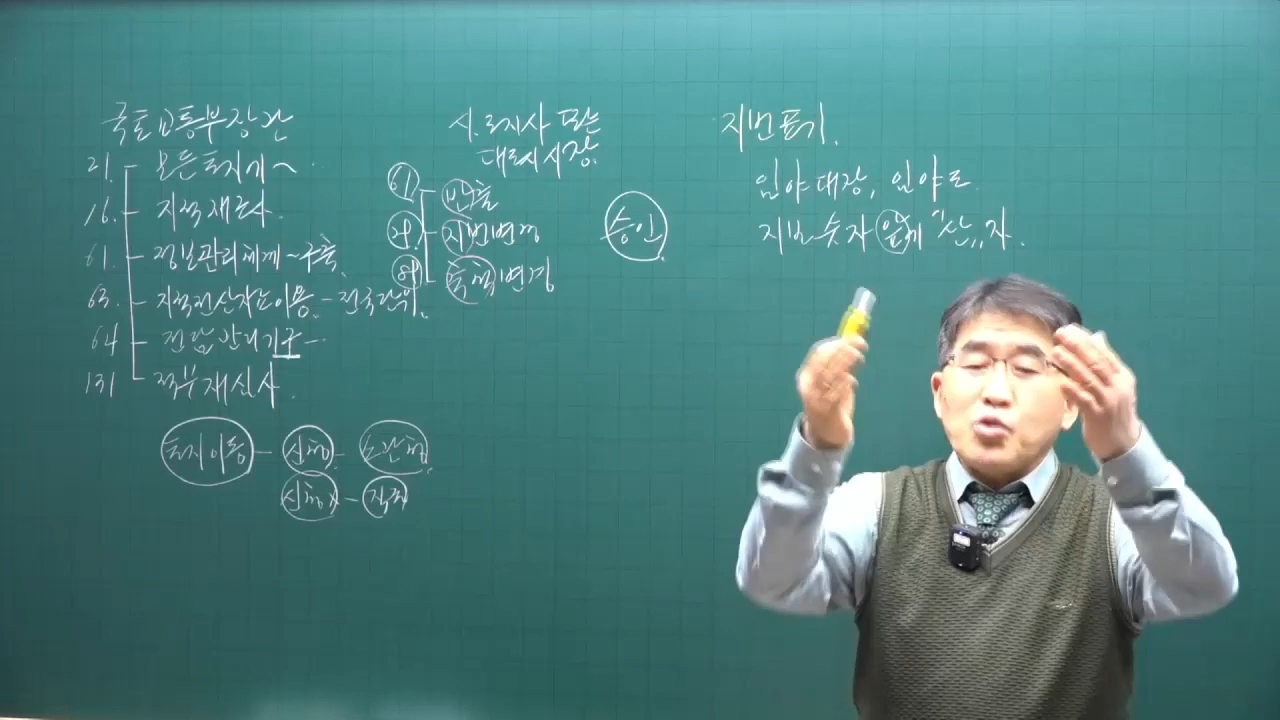 국토교통부장관
21. 모든토지에~ ..
16. 지적재조사.
61. 정보관리체계~구축.
63. 지적전산자료이용. - 전국단위.
64 전담관리기구 ...
131 적부재심사
토지이동 - 신청. - 소관청.
신청x - 직권
시.도지사 또는
대도시시장.
61 반출
29. 지번변경
84 축척변경
승인.
지번표기.
임야대장, 임야도.
지번숫자 앞에 "산" 자.